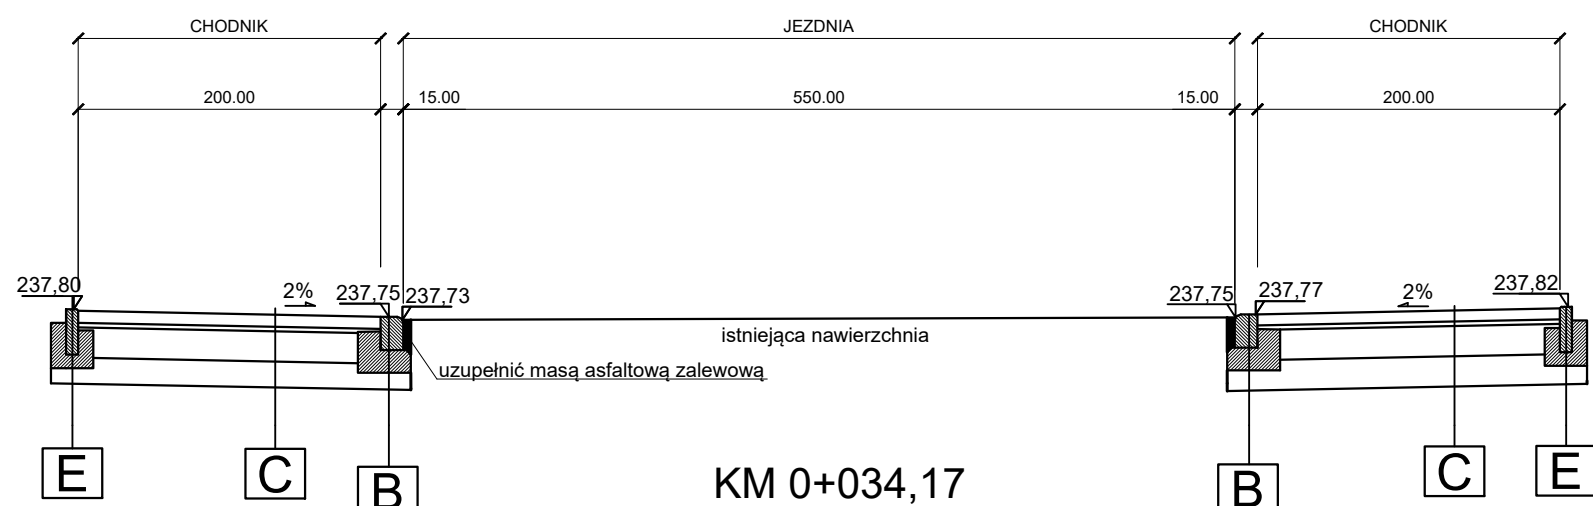 CHODNIK JEZDNIA CHODNIK
200.00 15.00 550.00 15.00 200.00
237,80 2% 237,75 237,73 237,75 237,77 2% 237,82
istniejąca nawierzchnia
uzupełnić masą asfaltową zalewową
E C B KM 0+034,17 B C E